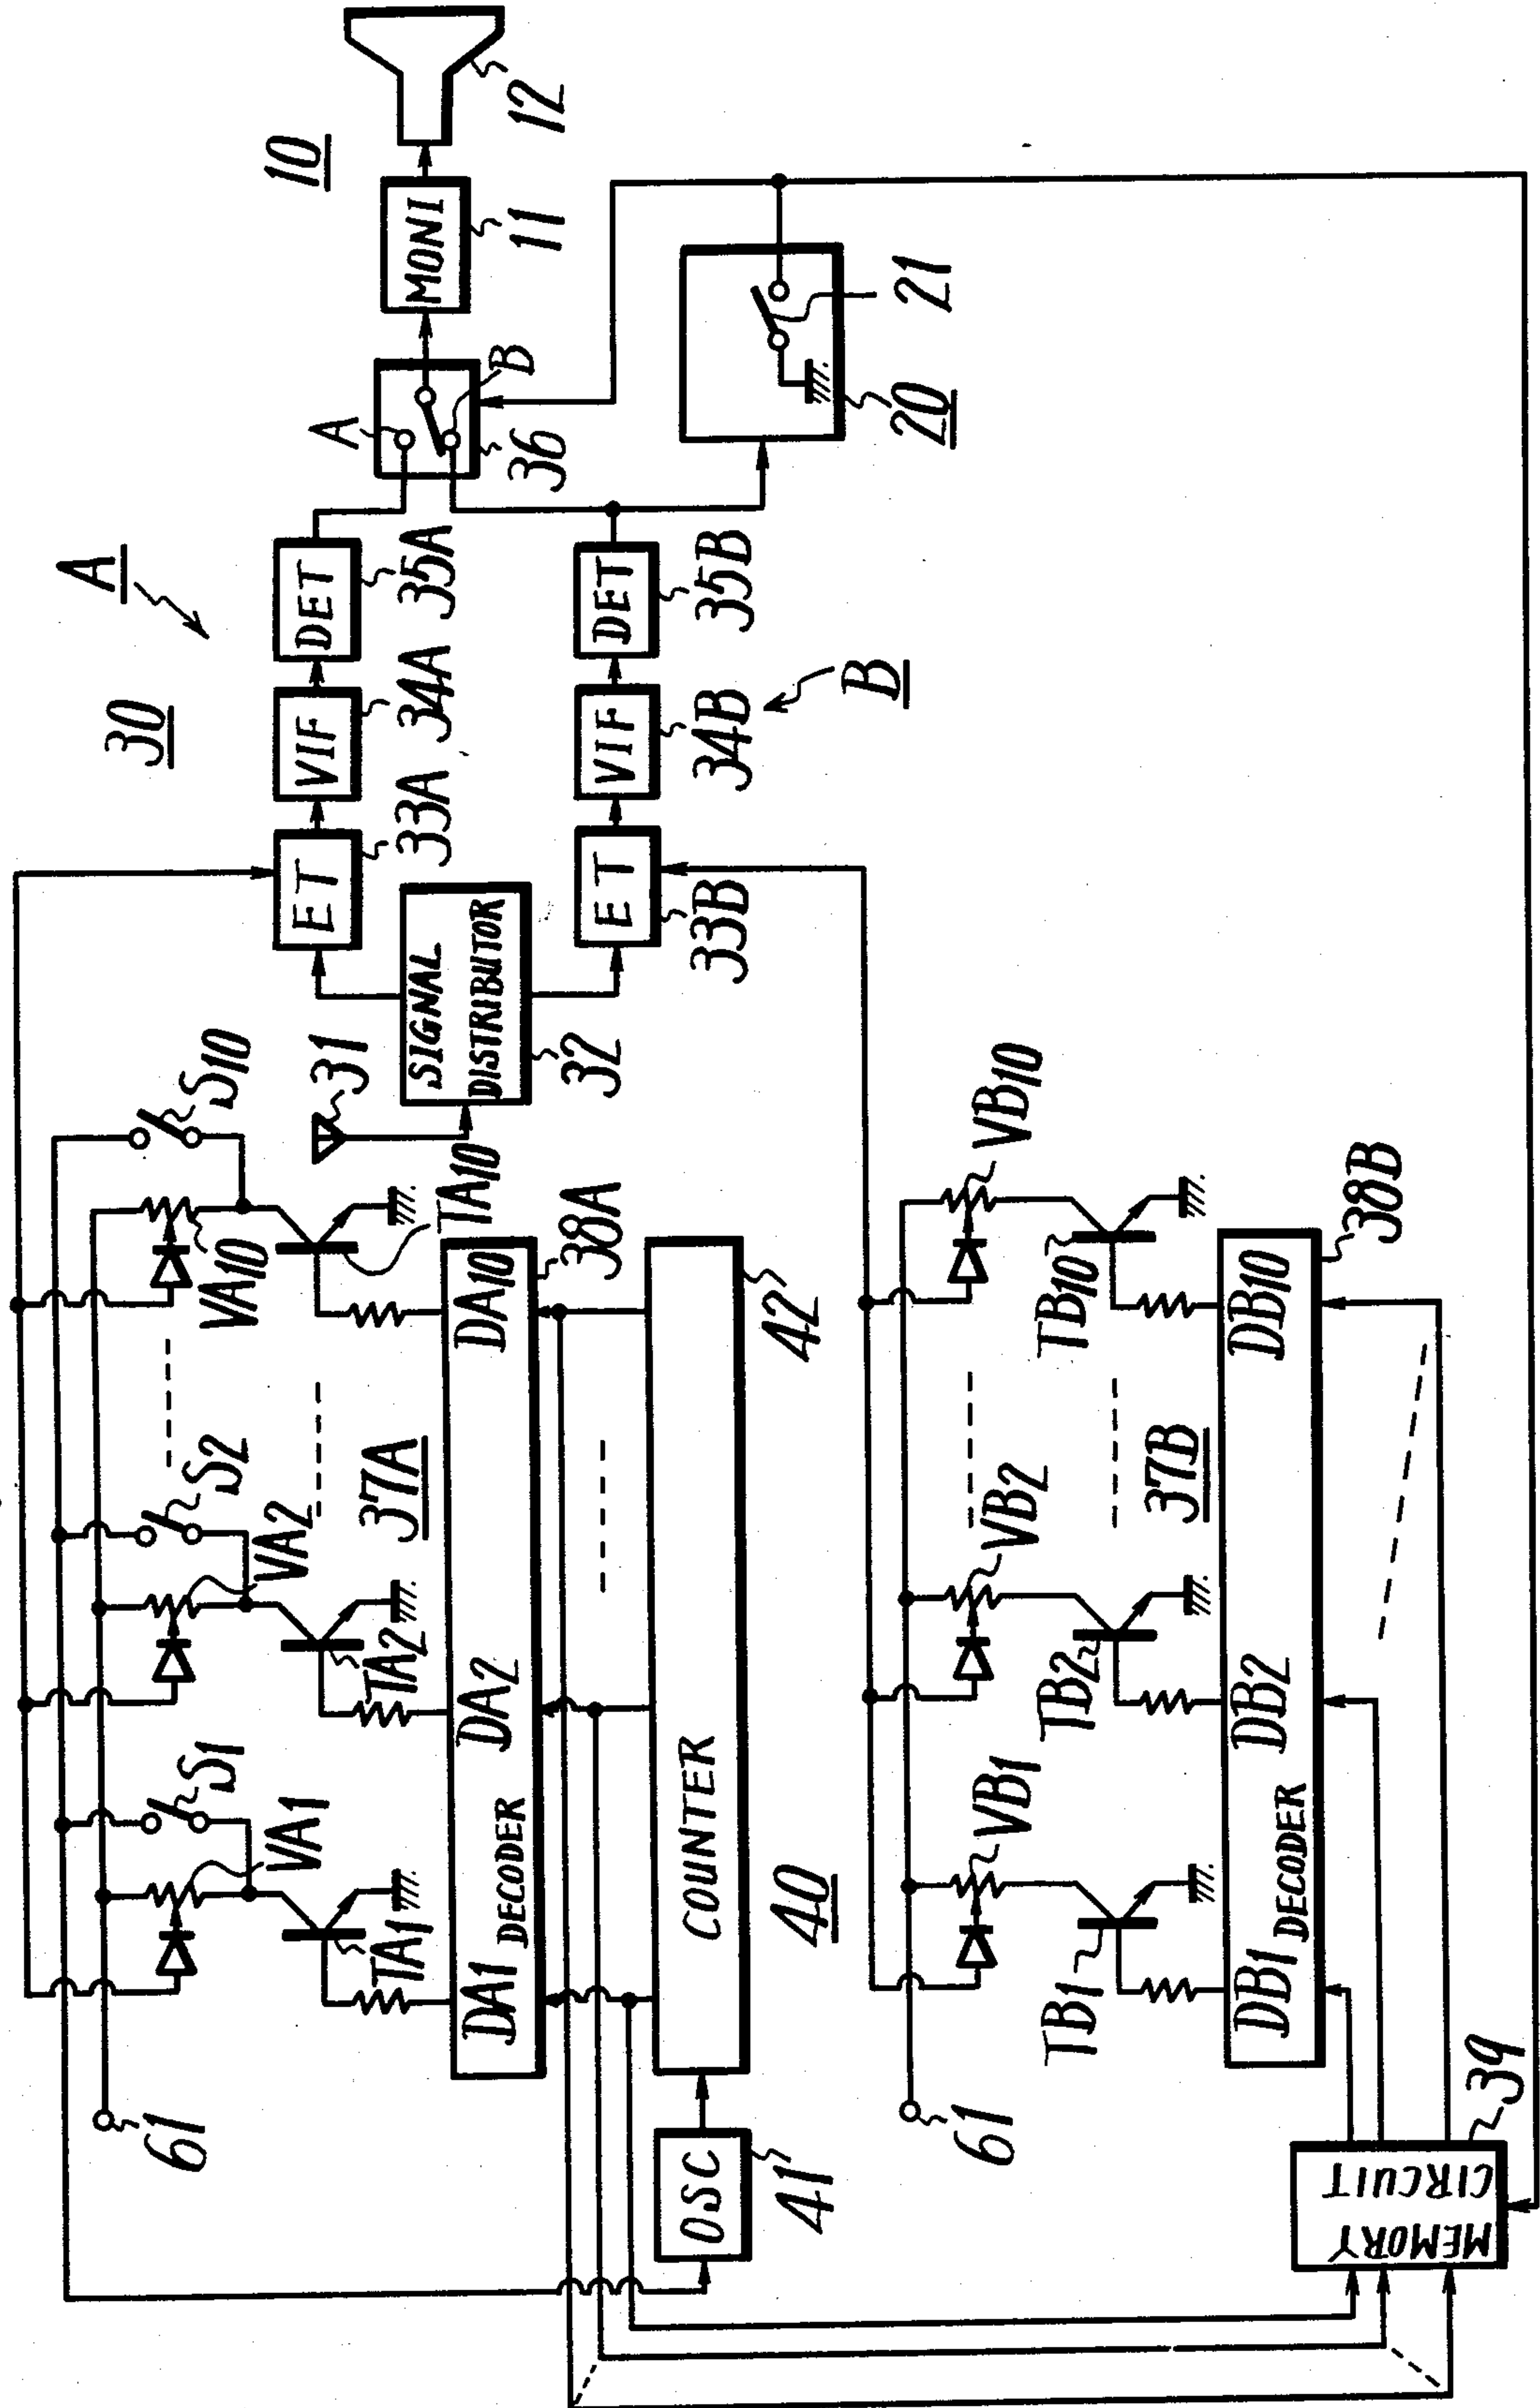 10
12
MONI
11
A
B
36
20
21
A
30
DET
35A
VIF
34A
ET
33A
DET
35B
VIF
34B
B
ET
33B
SIGNAL
DISTRIBUTOR
32
31
S10
VA10
TA10
S2
VA2
TA2
S1
VA1
TA1
37A
61
DA1
DECODER
DA2
DA10
38A
COUNTER
42
40
OSC
41
VB10
TB10
VB2
TB2
VB1
TB1
37B
61
DB1
DECODER
DB2
DB10
38B
MEMORY
CIRCUIT
39